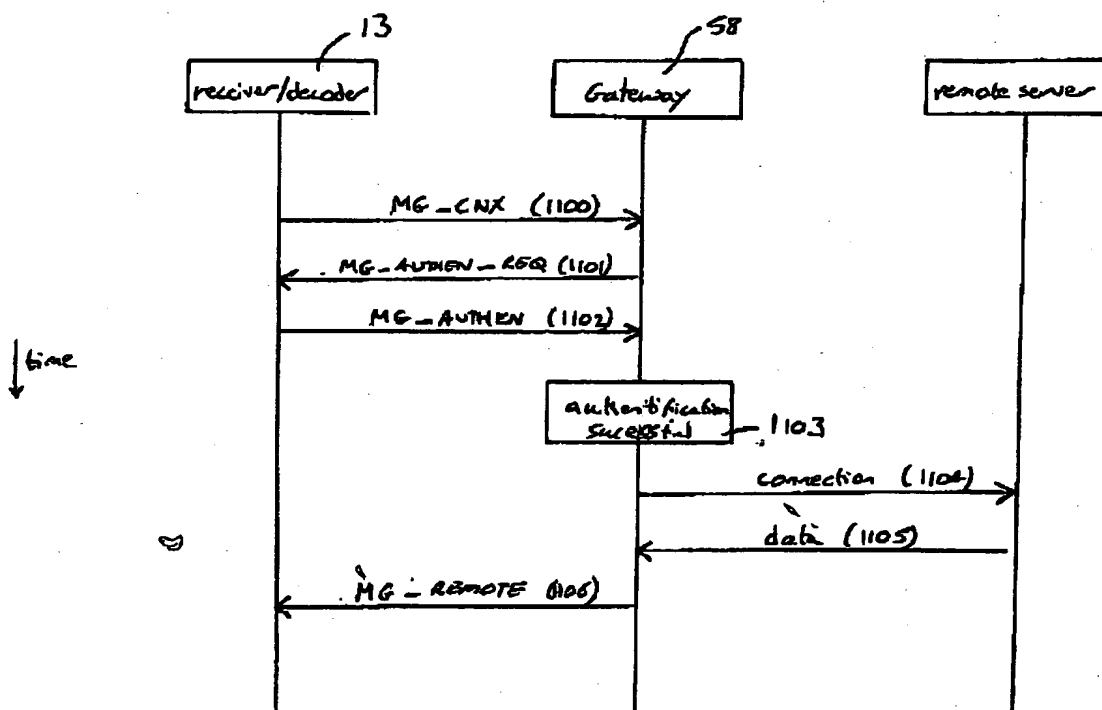 13
58
receiver/decoder
Gateway
remote server
MG_CNX (1100)
MG_AUTHEN_REQ (1101)
MG_AUTHEN (1102)
time
authentification
sucessful
1103
connection (1104)
data (1105)
MG_REMOTE (1106)